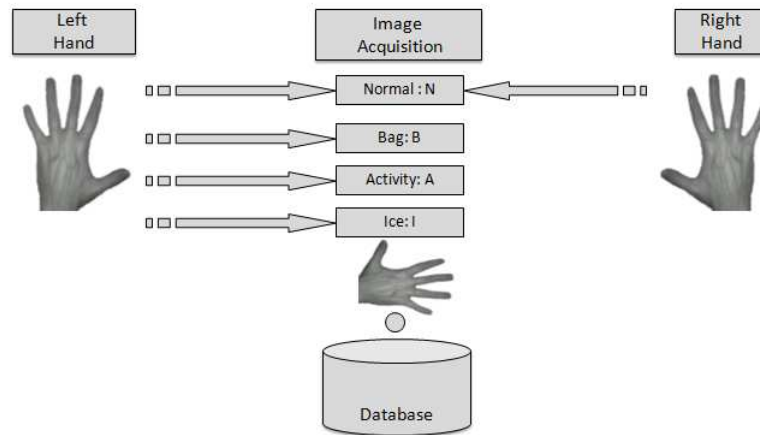 Left
Hand
Image
Acquisition
Right
Hand
Normal : N
Bag: B
Activity: A
Ice: I
Database